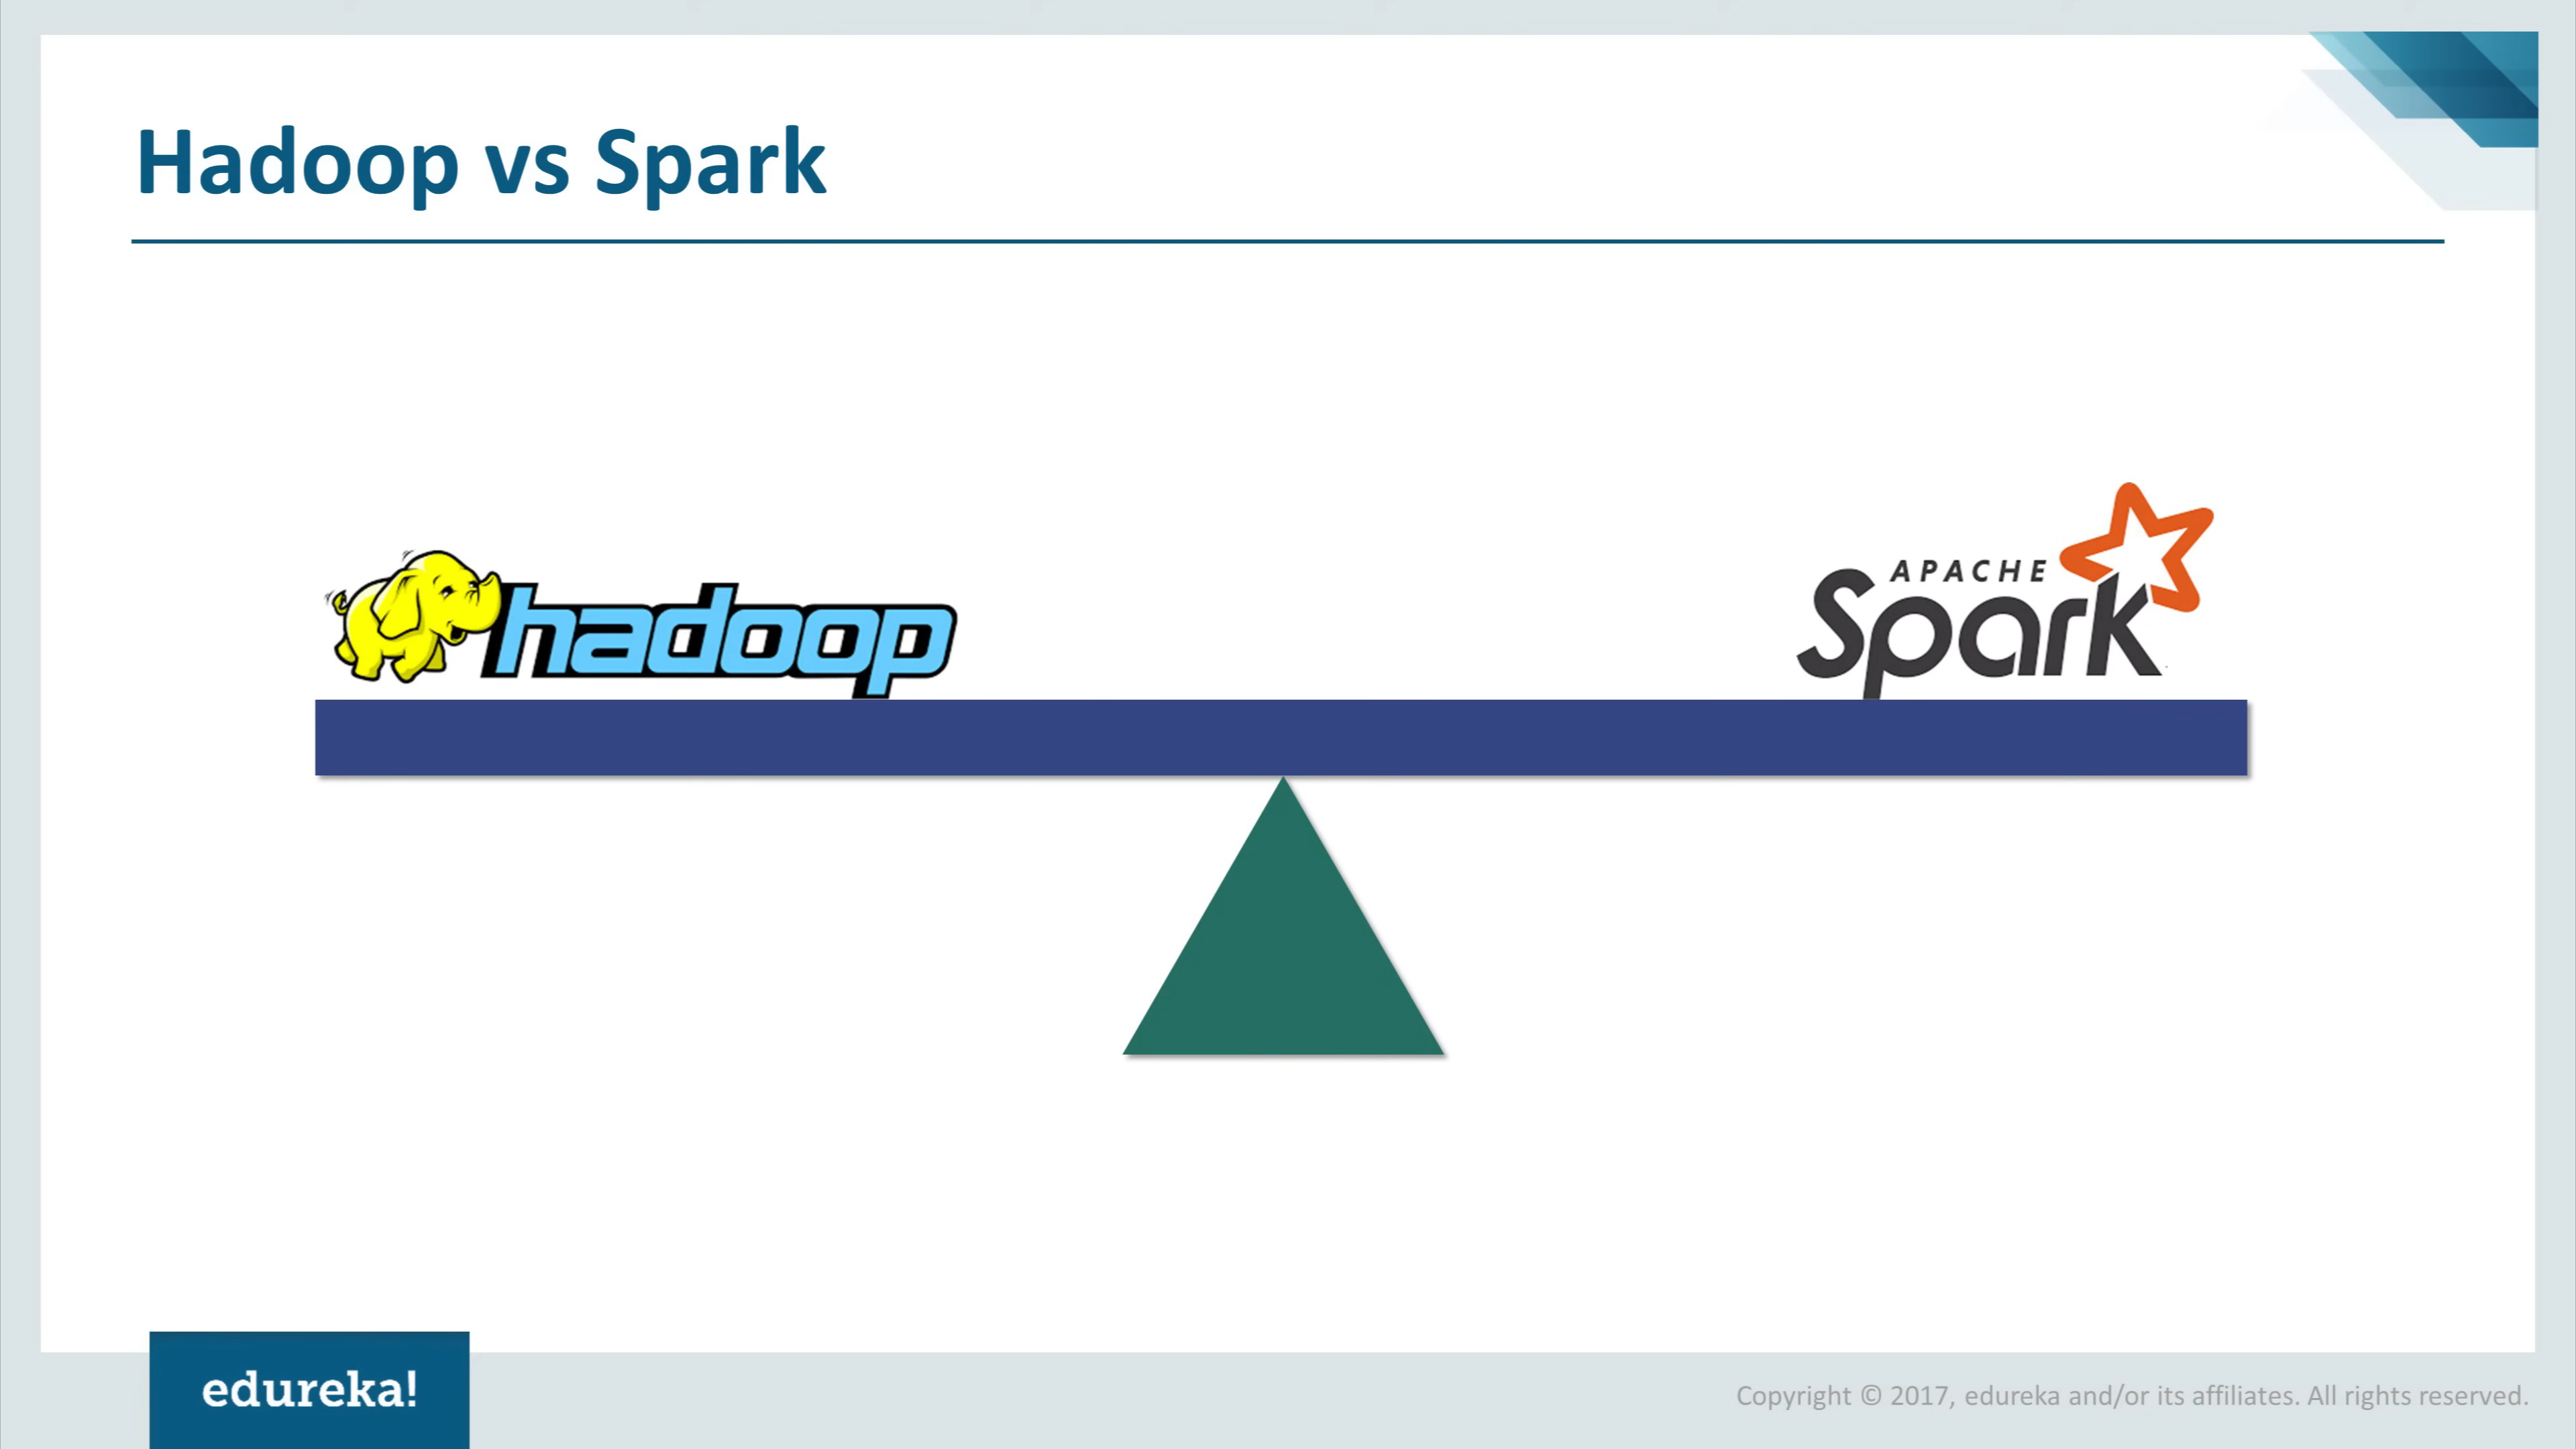 Hadoop vs Spark
hadoop
APACHE
Spark
edureka!
Copyright © 2017, edureka and/or its affiliates. All rights reserved.